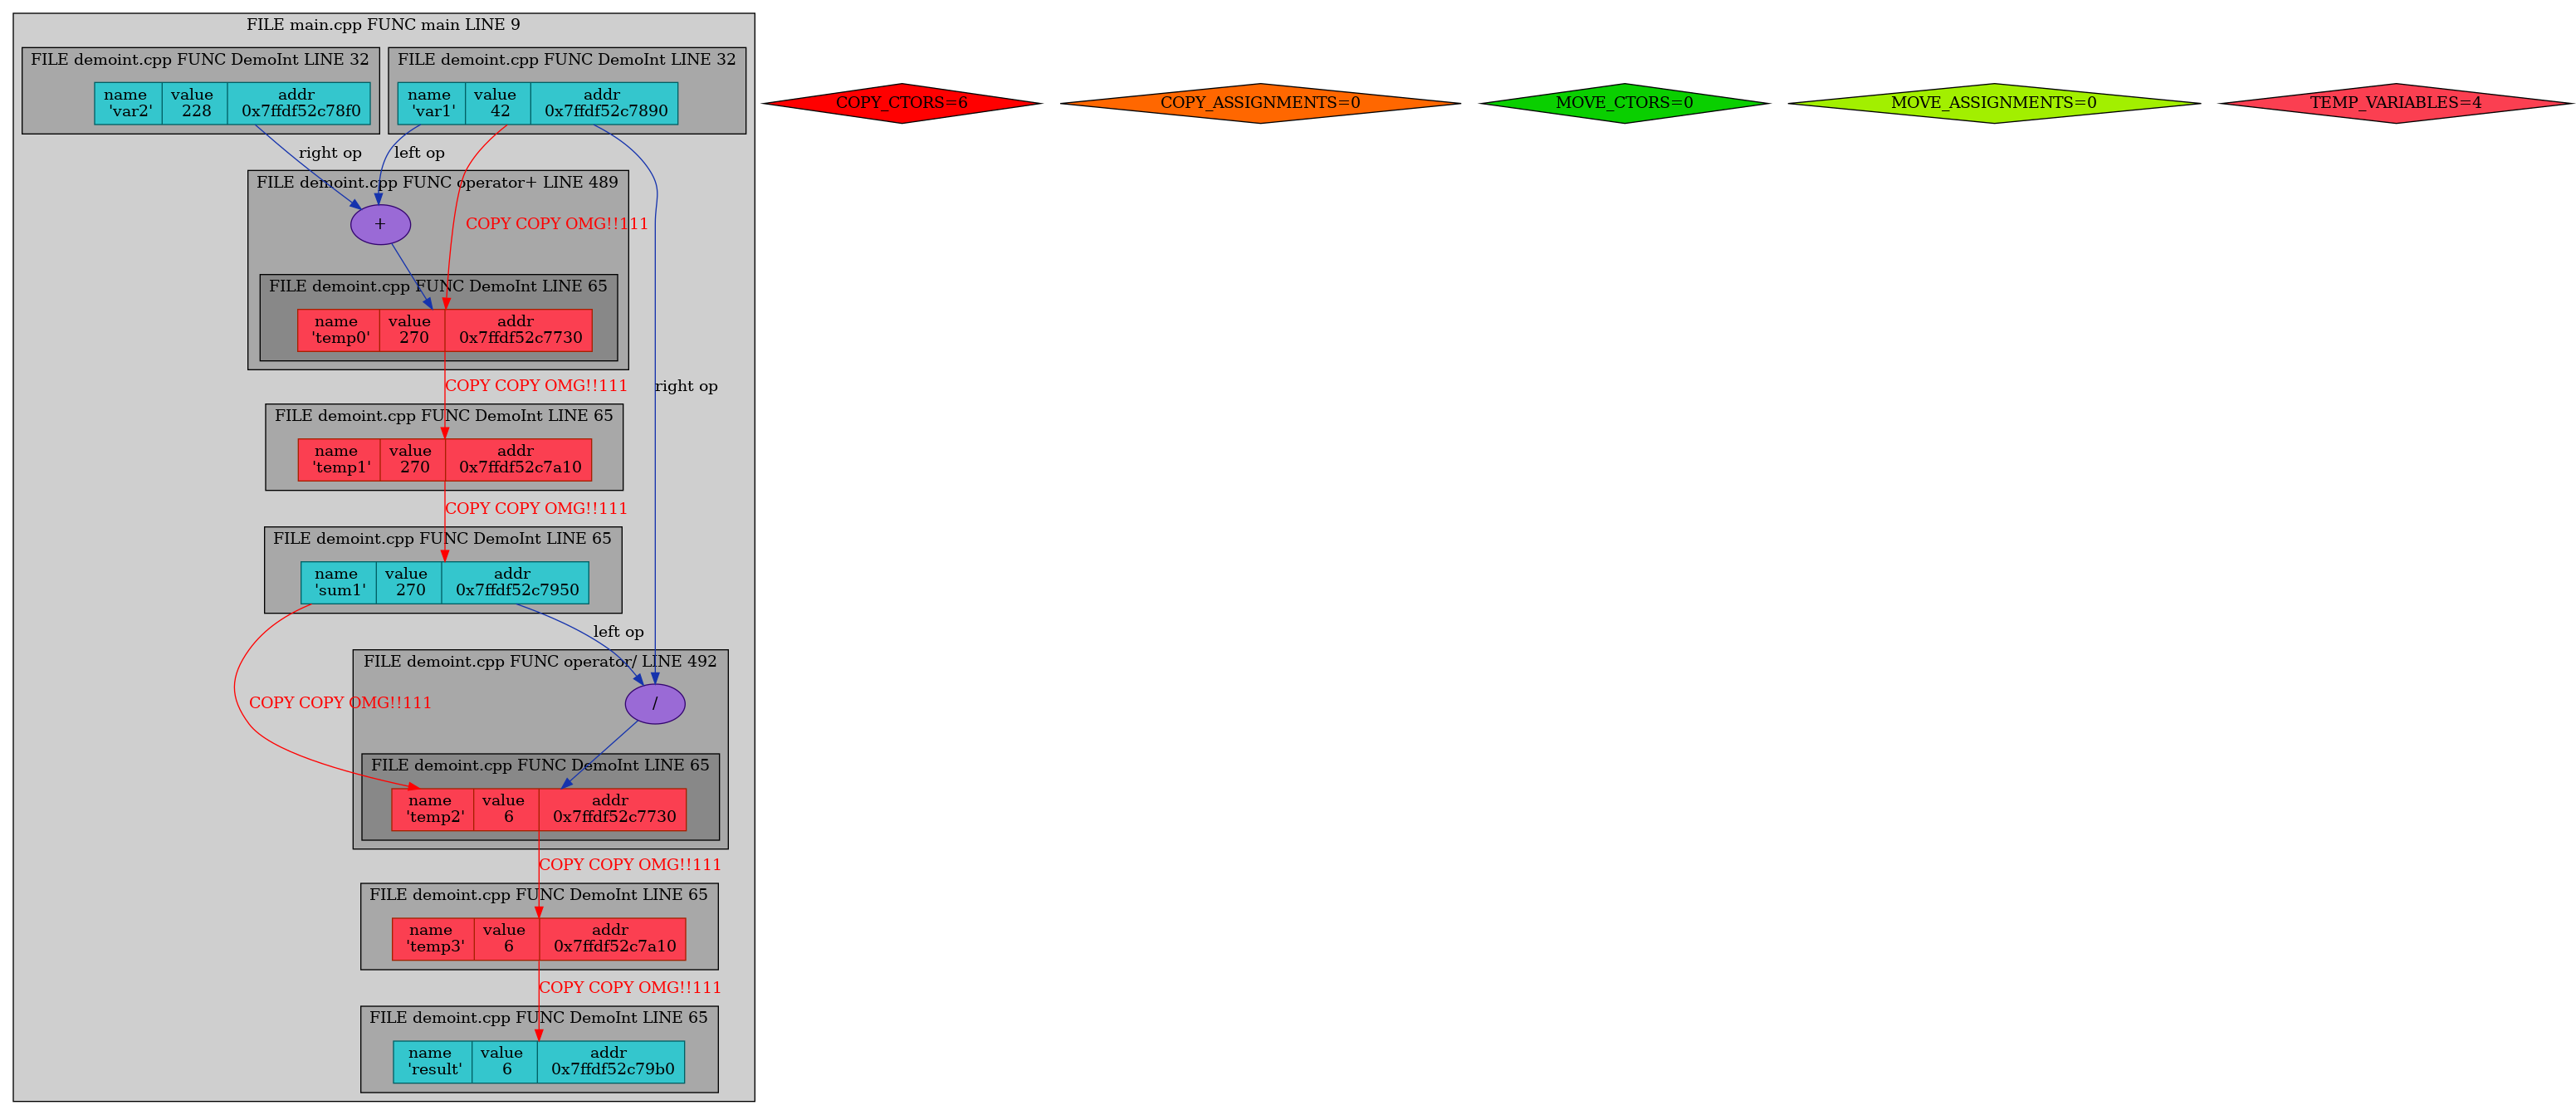 FILE main.cpp FUNC main LINE 9
FILE demoint.cpp FUNC DemoInt LINE 32
name
'var2'
value
228
addr
0x7ffdf52c78f0
FILE demoint.cpp FUNC DemoInt LINE 32
name
'var1'
value
42
addr
0x7ffdf52c7890
COPY_CTORS=6
COPY_ASSIGNMENTS=0
MOVE_CTORS=0
MOVE_ASSIGNMENTS=0
TEMP_VARIABLES=4
right op
left op
FILE demoint.cpp FUNC operator+ LINE 489
+
COPY COPY OMG!!111
FILE demoint.cpp FUNC DemoInt LINE 65
name
'temp0'
value
270
addr
0x7ffdf52c7730
COPY COPY OMG!!111
right op
FILE demoint.cpp FUNC DemoInt LINE 65
name
'temp1'
value
270
addr
0x7ffdf52c7a10
COPY COPY OMG!!111
FILE demoint.cpp FUNC DemoInt LINE 65
name
'sum1'
value
270
addr
0x7ffdf52c7950
left op
FILE demoint.cpp FUNC operator/ LINE 492
COPY COPY OMG!!111
/
FILE demoint.cpp FUNC DemoInt LINE 65
name
'temp2'
value
6
addr
0x7ffdf52c7730
COPY COPY OMG!!111
FILE demoint.cpp FUNC DemoInt LINE 65
name
'temp3'
value
6
addr
0x7ffdf52c7a10
COPY COPY OMG!!111
FILE demoint.cpp FUNC DemoInt LINE 65
name
'result'
value
6
addr
0x7ffdf52c79b0